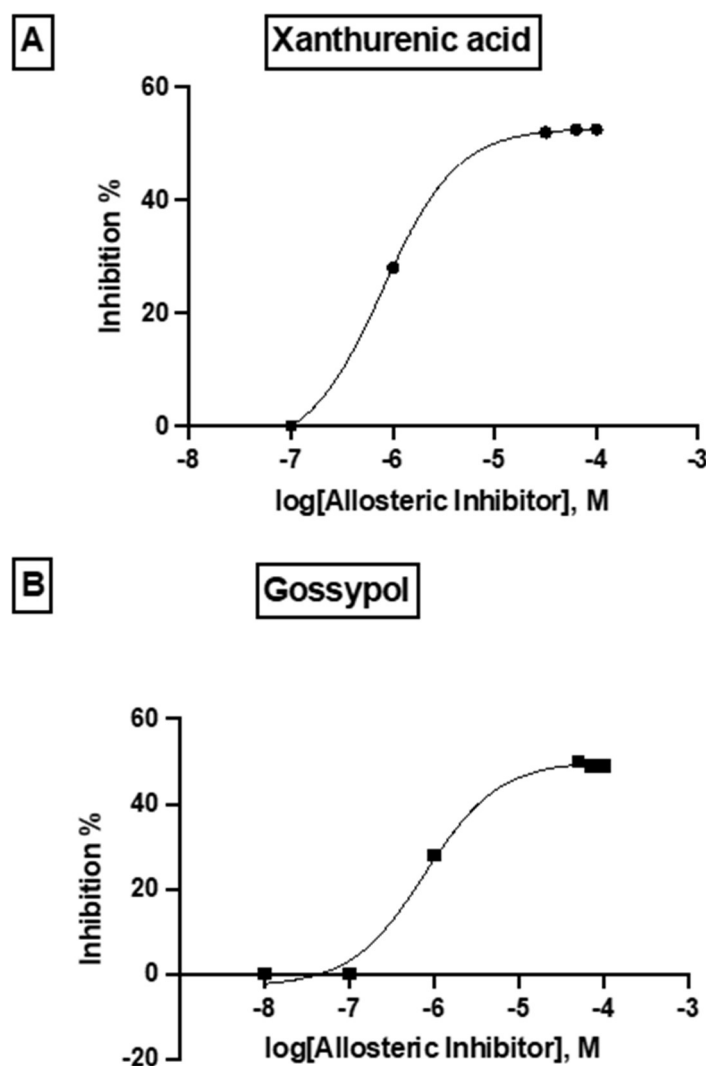 A
Xanthurenic acid
60
40
20
0
Inhibition %
-8 -7 -6 -5 -4 -3
log[Allosteric Inhibitor], M
B
Gossypol
60
40
20
0
-20
Inhibition %
-8 -7 -6 -5 -4 -3
log[Allosteric Inhibitor], M